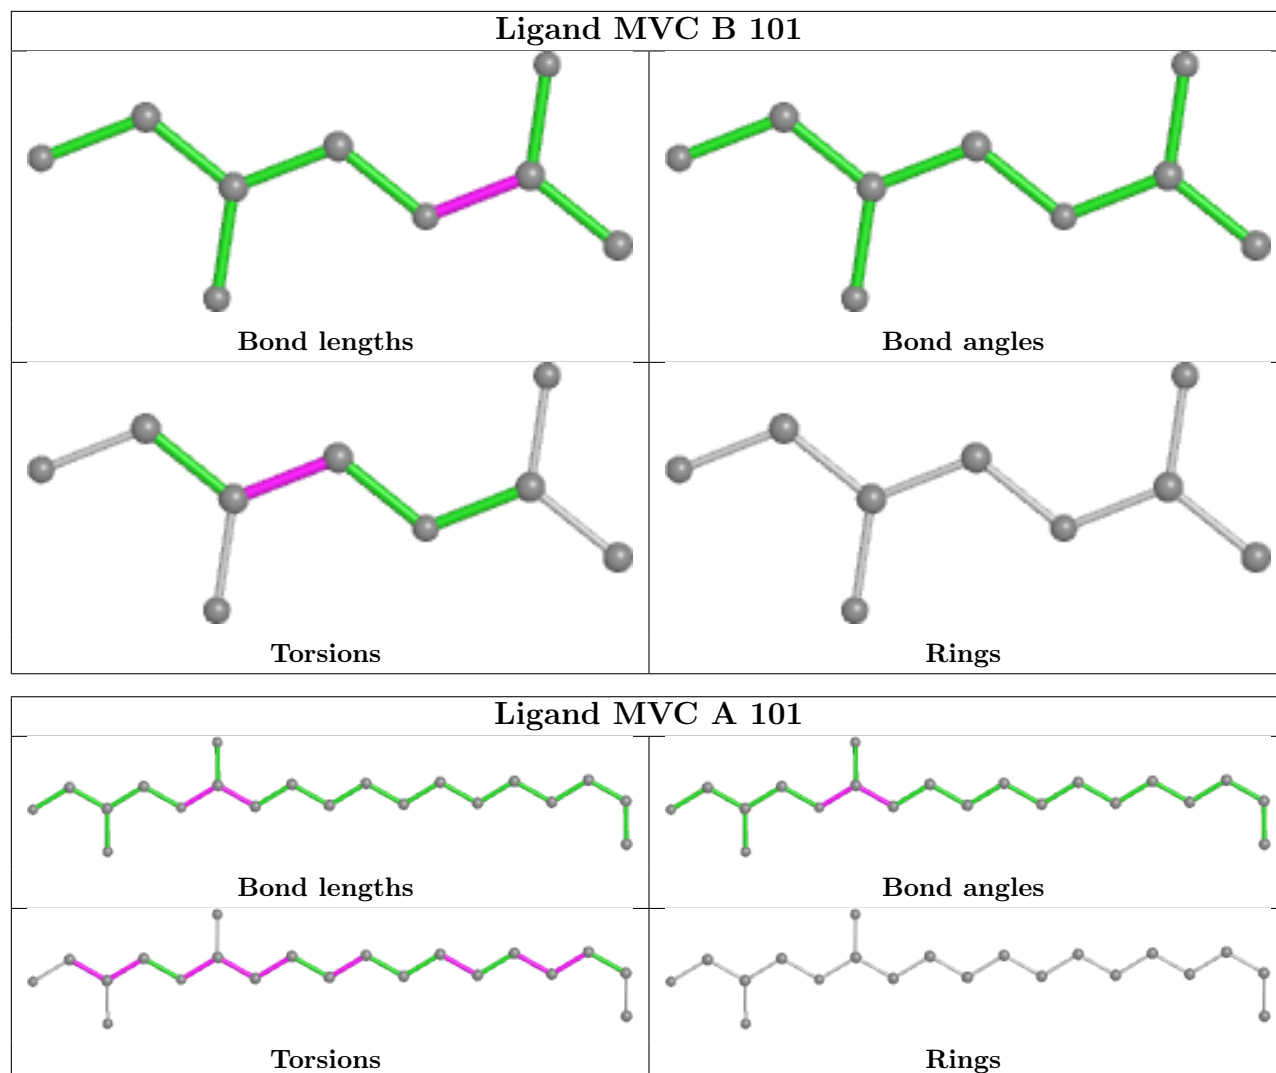 Ligand MVC B 101
Bond lengths
Bond angles
Torsions
Rings
Ligand MVC A 101
Bond lengths
Bond angles
Torsions
Rings